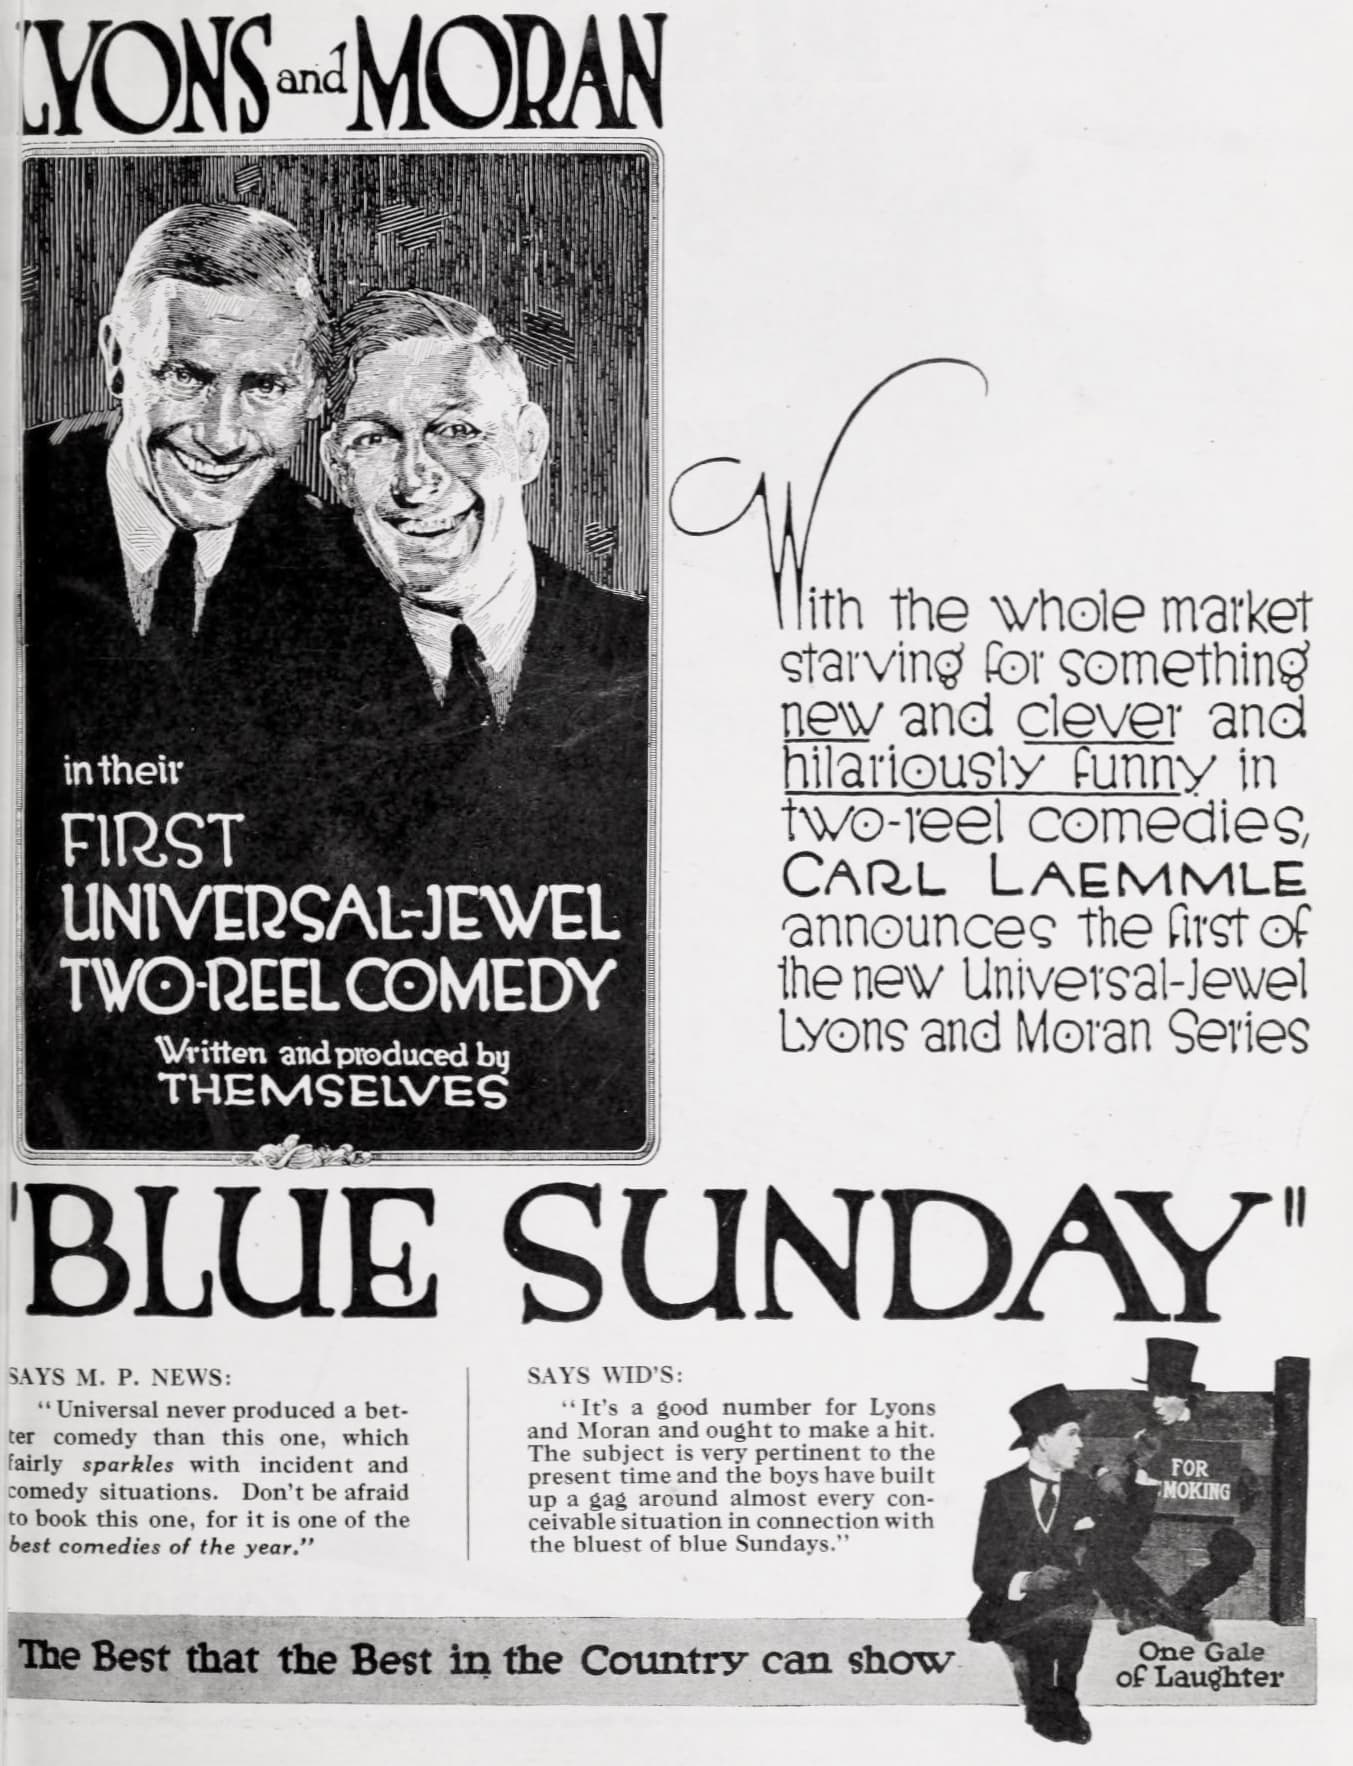 LYONS and MORAN
in their
FIRST
UNIVERSAL-JEWEL
TWO-REEL COMEDY
Written and produced by
THEMSELVES
With the whole market
starving for something
new and clever and
hilariously funny in
two-reel comedies,
CARL LAEMMLE
announces the first of
the new Universal-Jewel
Lyons and Moran Series
"BLUE SUNDAY"
SAYS M. P. NEWS:
"Universal never produced a bet-
ter comedy than this one, which
fairly sparkles with incident and
comedy situations. Don't be afraid
to book this one, for it is one of the
best comedies of the year."
SAYS WID'S:
"It's a good number for Lyons
and Moran and ought to make a hit.
The subject is very pertinent to the
present time and the boys have built
up a gag around almost every con-
ceivable situation in connection with
the bluest of blue Sundays."
FOR
MOKING
The Best that the Best in the Country can show
One Gale
of Laughter